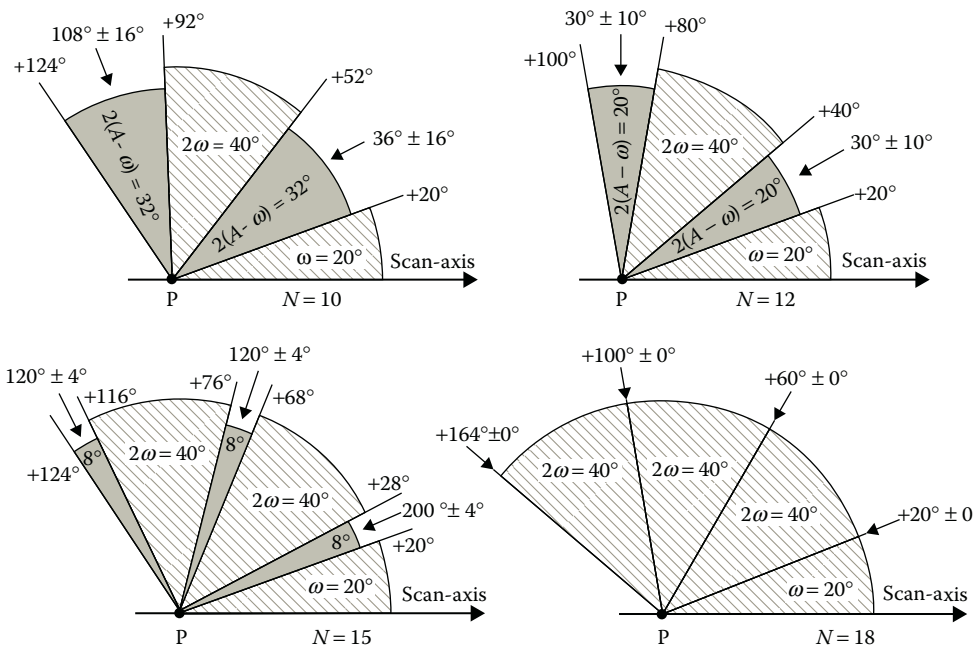 +92°
108° ± 16°
+124°
+52°
36° ± 16°
+20°
2(A- ω) = 32°
2ω = 40°
2(A- ω) = 32°
ω = 20°
Scan-axis
P
N = 10
30° ± 10°
+80°
+100°
+40°
30° ± 10°
+20°
2(A − ω) = 20°
2ω = 40°
2(A − ω) = 20°
ω = 20°
Scan-axis
P
N = 12
120° ± 4°
120° ± 4°
+116°
+76°
+68°
+124°
8°
2ω = 40°
8°
2ω = 40°
+28°
200 °± 4°
8°
+20°
ω = 20°
Scan-axis
P
N = 15
+100° ± 0°
+60° ± 0°
+164°±0°
2ω = 40°
2ω = 40°
2ω = 40°
+20° ± 0
ω = 20°
Scan-axis
P
N = 18